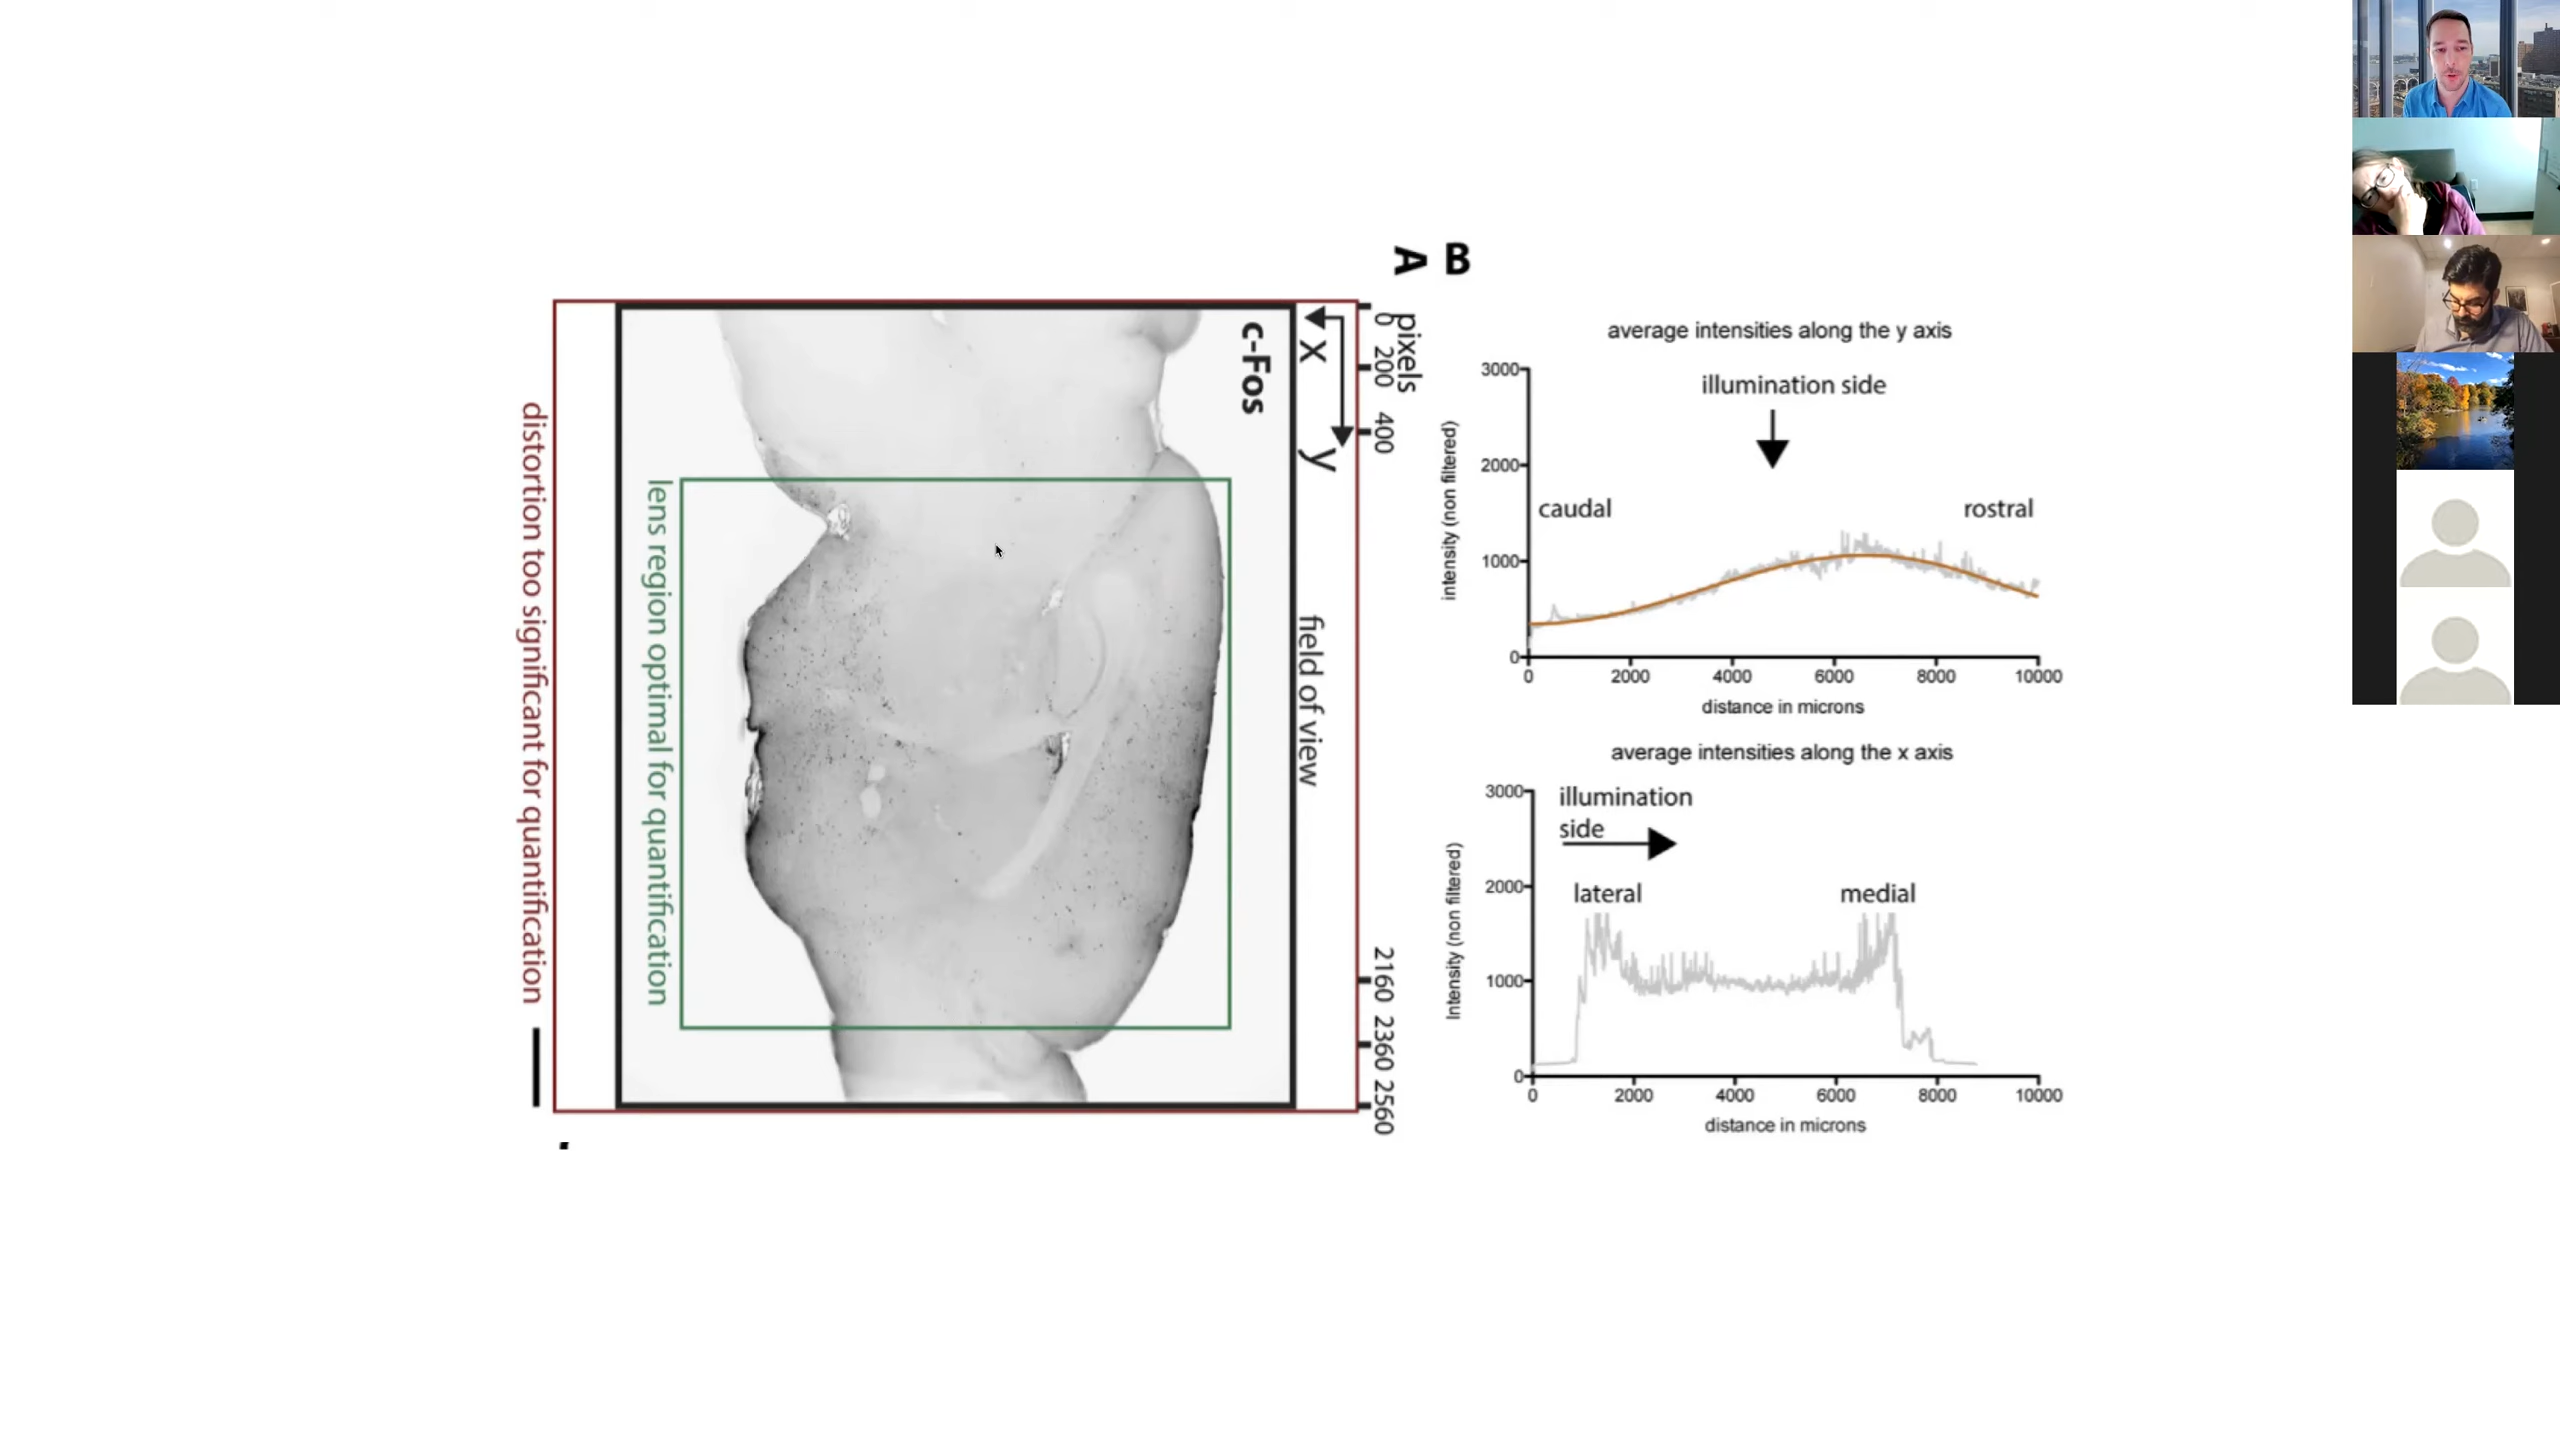 A
pixels
0 200 400
2160 2360 2560
x
y
c-Fos
field of view
lens region optimal for quantification
distortion too significant for quantification
B
average intensities along the y axis
illumination side
caudal
rostral
intensity (non filtered)
3000
2000
1000
0
0 2000 4000 6000 8000 10000
distance in microns
average intensities along the x axis
illumination
side
lateral
medial
Intensity (non filtered)
3000
2000
1000
0
0 2000 4000 6000 8000 10000
distance in microns